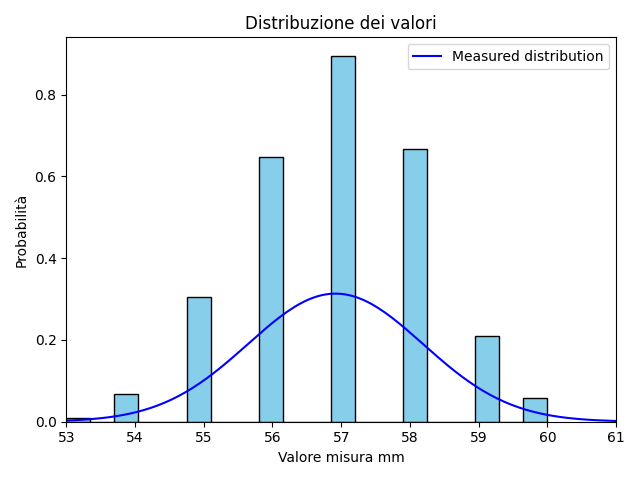 Distribuzione dei valori
Measured distribution
Probabilità
0.8
0.6
0.4
0.2
0.0
53 54 55 56 57 58 59 60 61
Valore misura mm